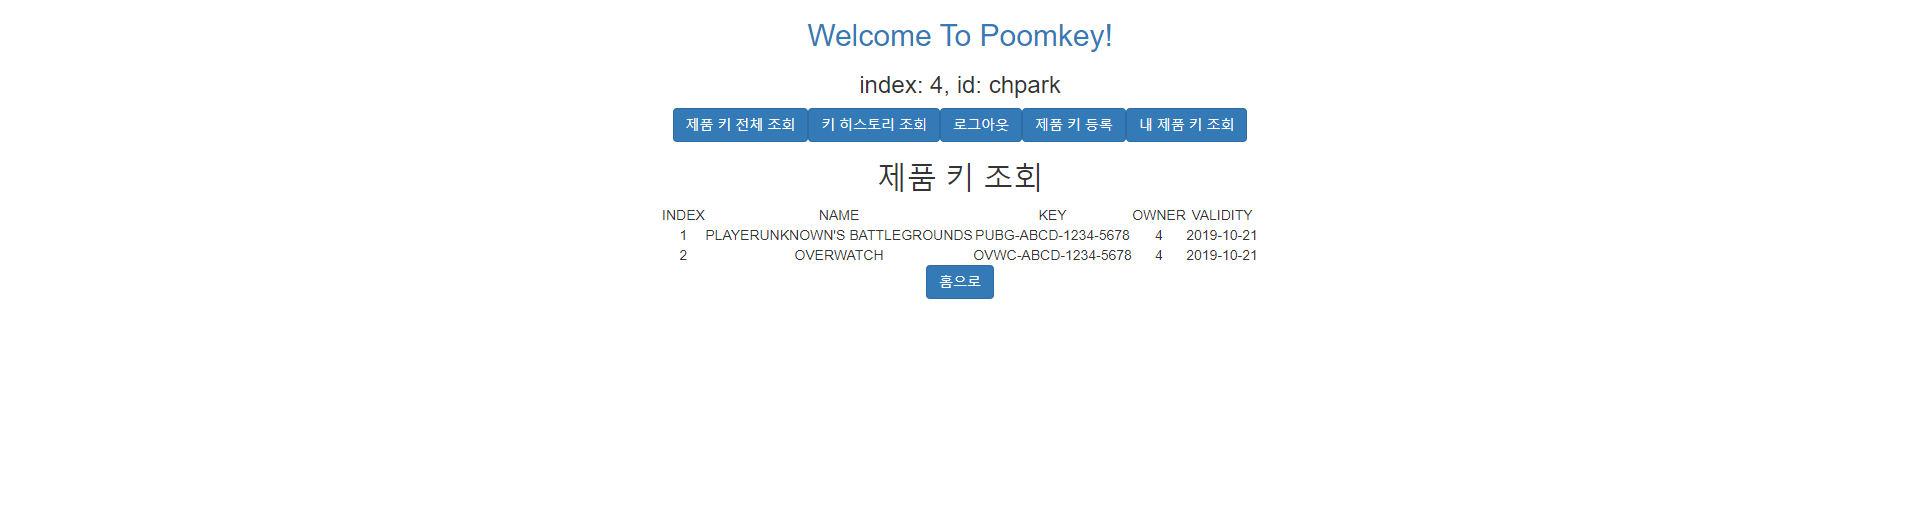 Welcome To Poomkey!
index: 4, id: chpark
제품 키 전체 조회 키 히스토리 조회 로그아웃 제품 키 등록 내 제품 키 조회
제품 키 조회
INDEX NAME KEY OWNER VALIDITY
1 PLAYERUNKNOWN'S BATTLEGROUNDS PUBG-ABCD-1234-5678 4 2019-10-21
2 OVERWATCH OVWC-ABCD-1234-5678 4 2019-10-21
홈으로